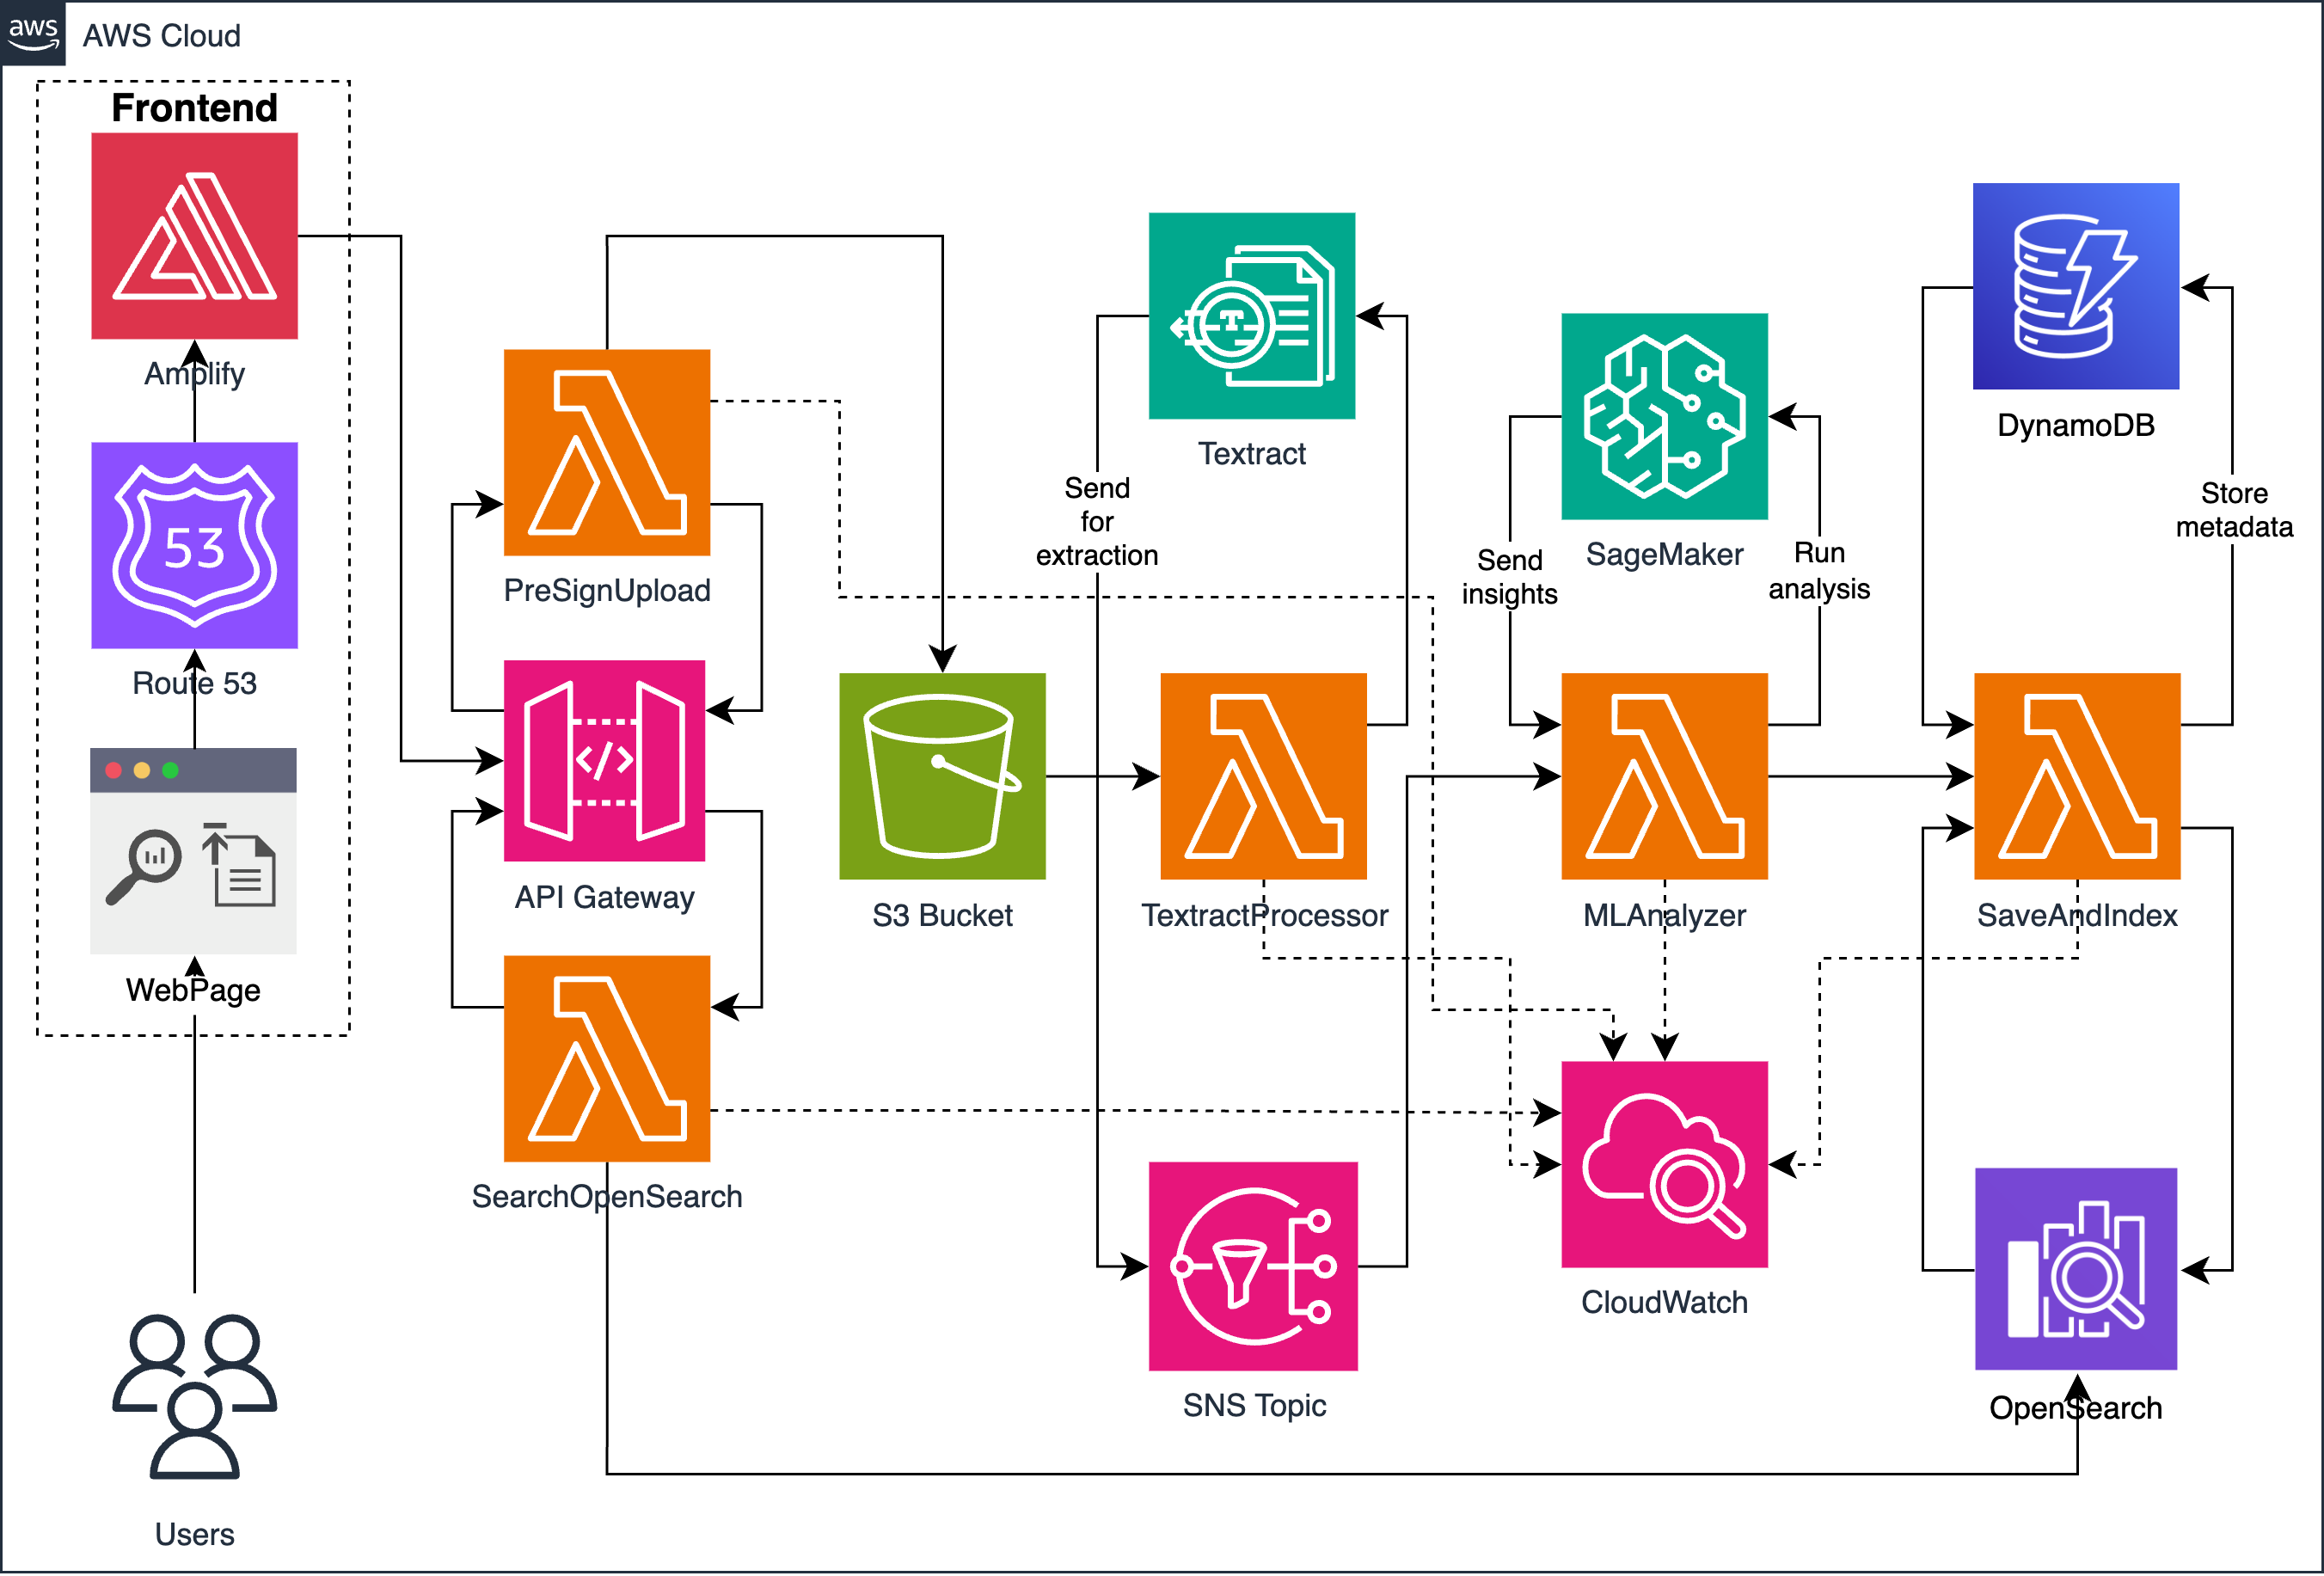 aws
AWS Cloud
Frontend
Amplify
53
Route 53
WebPage
Users
PreSignUpload
</>
API Gateway
SearchOpenSearch
S3 Bucket
T
Textract
Send
for
extraction
TextractProcessor
SNS Topic
SageMaker
Send
insights
Run
analysis
MLAnalyzer
CloudWatch
DynamoDB
Store
metadata
SaveAndIndex
OpenSearch